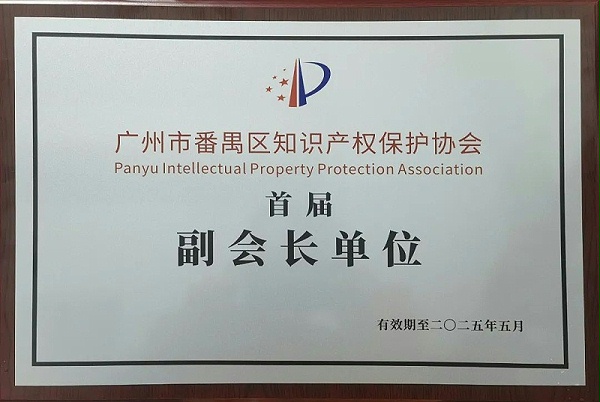 广州市番禺区知识产权保护协会
Panyu Intellectual Property Protection Association
首届
副会长单位
有效期至二〇二五年五月